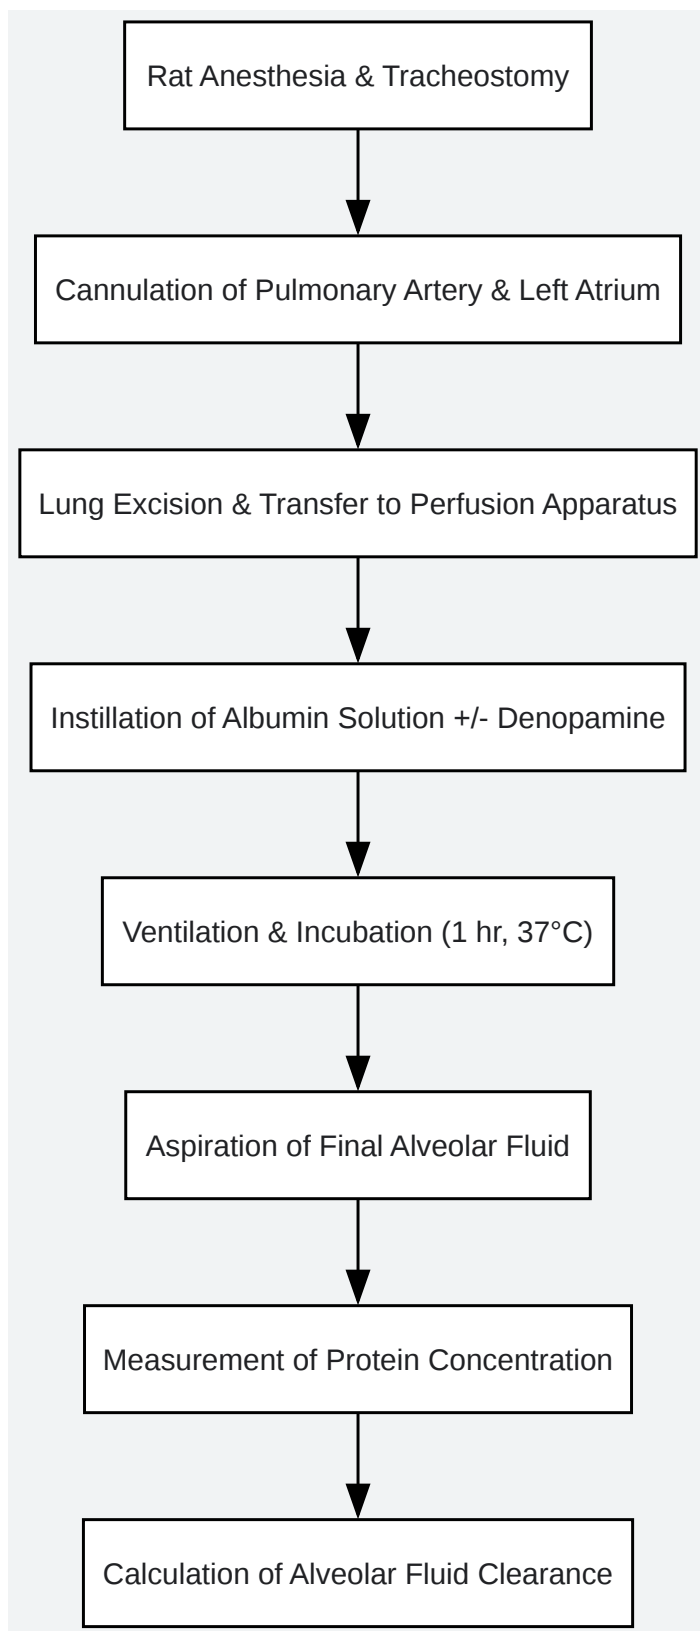 Rat Anesthesia & Tracheostomy
Cannulation of Pulmonary Artery & Left Atrium
Lung Excision & Transfer to Perfusion Apparatus
Instillation of Albumin Solution +/- Denopamine
Ventilation & Incubation (1 hr, 37°C)
Aspiration of Final Alveolar Fluid
Measurement of Protein Concentration
Calculation of Alveolar Fluid Clearance